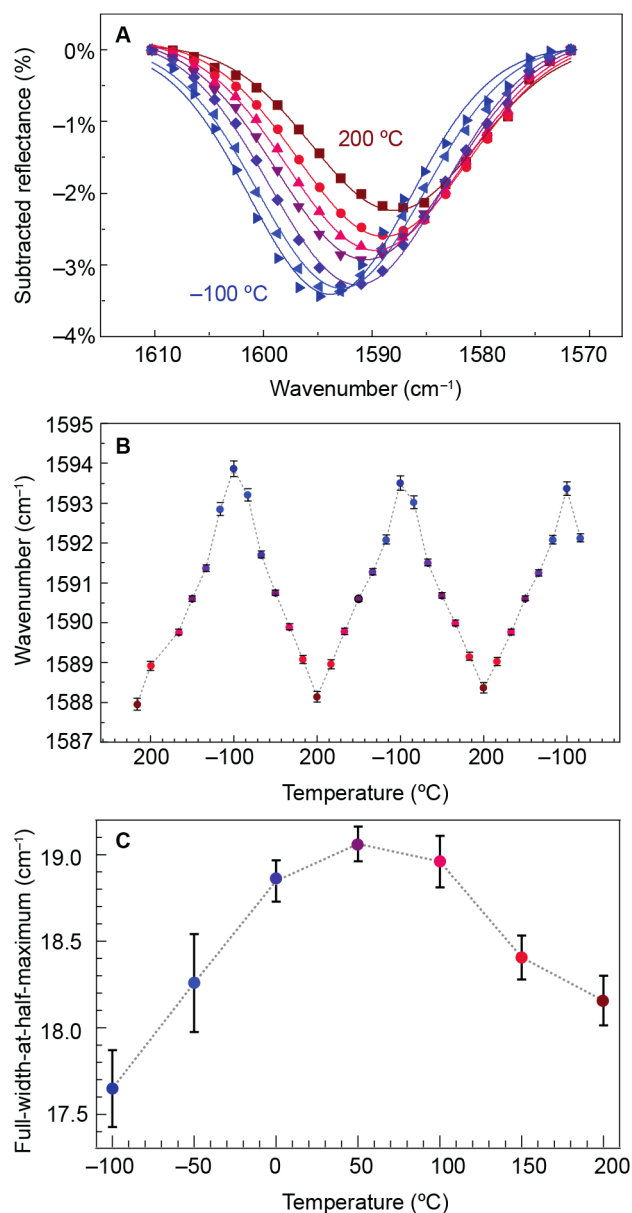 A
0%
–1%
–2%
–3%
–4%
Subtracted reflectance (%)
200 ºC
–100 ºC
1610 1600 1590 1580 1570
Wavenumber (cm⁻¹)
B
1595
1594
1593
1592
1591
1590
1589
1588
1587
Wavenumber (cm⁻¹)
200 –100 200 –100 200 –100
Temperature (ºC)
C
19.0
18.5
18.0
17.5
Full-width-at-half-maximum (cm⁻¹)
–100 –50 0 50 100 150 200
Temperature (ºC)